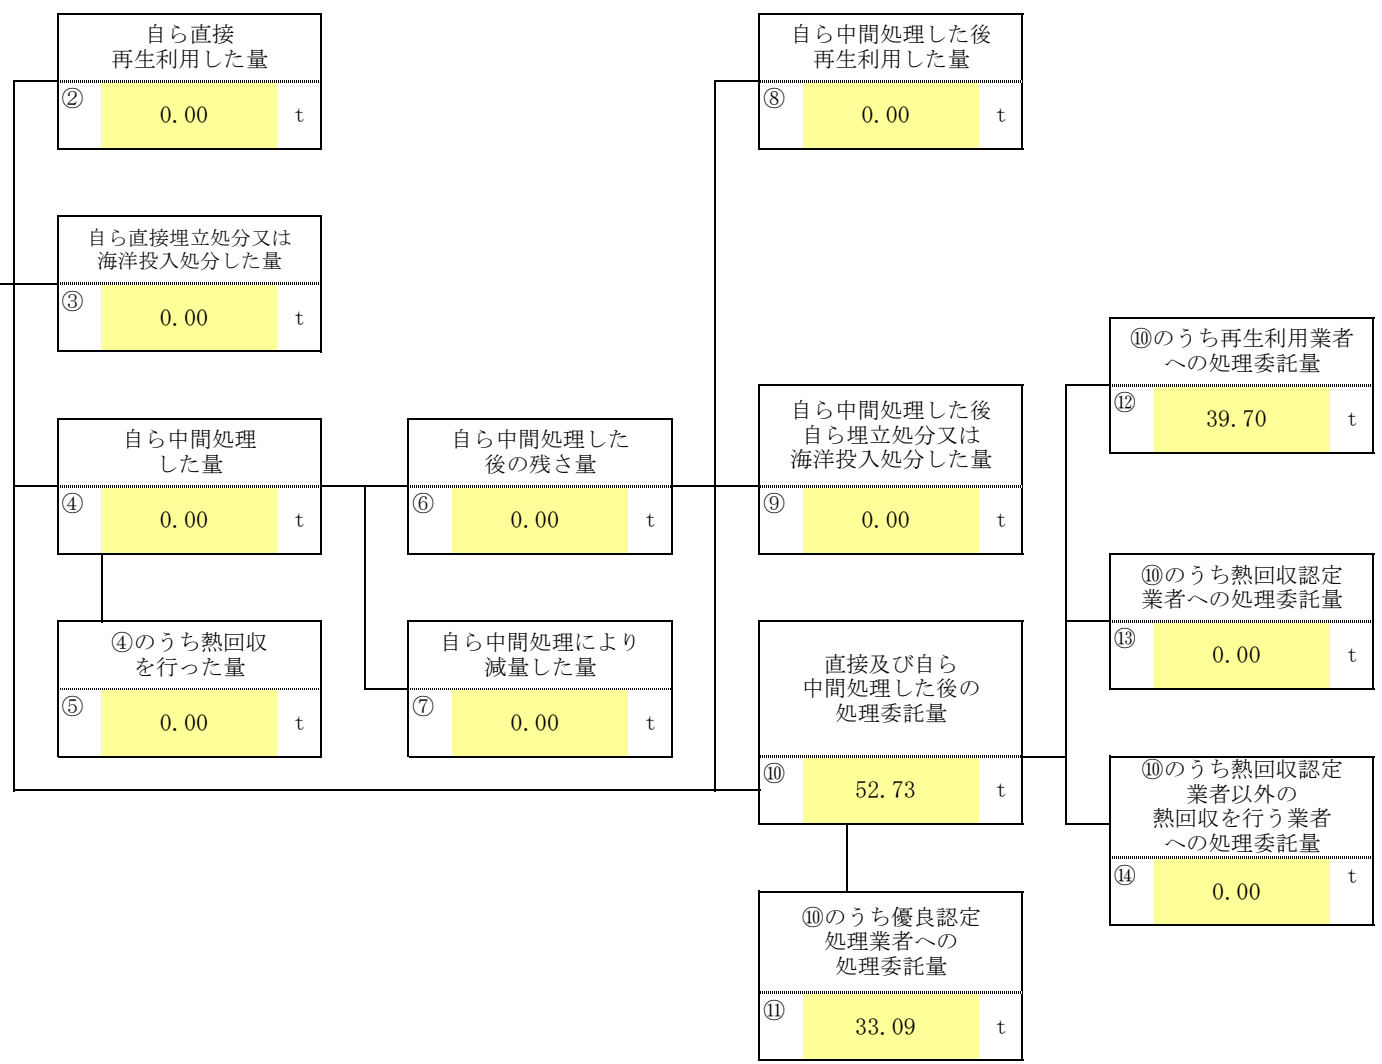 自ら直接
再生利用した量
②
0.00
t
自ら中間処理した後
再生利用した量
⑧
0.00
t
自ら直接埋立処分又は
海洋投入処分した量
③
0.00
t
⑩のうち再生利用業者
への処理委託量
⑫
39.70
t
自ら中間処理
した量
④
0.00
t
自ら中間処理した
後の残さ量
⑥
0.00
t
自ら中間処理した後
自ら埋立処分又は
海洋投入処分した量
⑨
0.00
t
⑩のうち熱回収認定
業者への処理委託量
⑬
0.00
t
④のうち熱回収
を行った量
⑤
0.00
t
自ら中間処理により
減量した量
⑦
0.00
t
直接及び自ら
中間処理した後の
処理委託量
⑩
52.73
t
⑩のうち熱回収認定
業者以外の
熱回収を行う業者
への処理委託量
⑭
0.00
t
⑩のうち優良認定
処理業者への
処理委託量
⑪
33.09
t